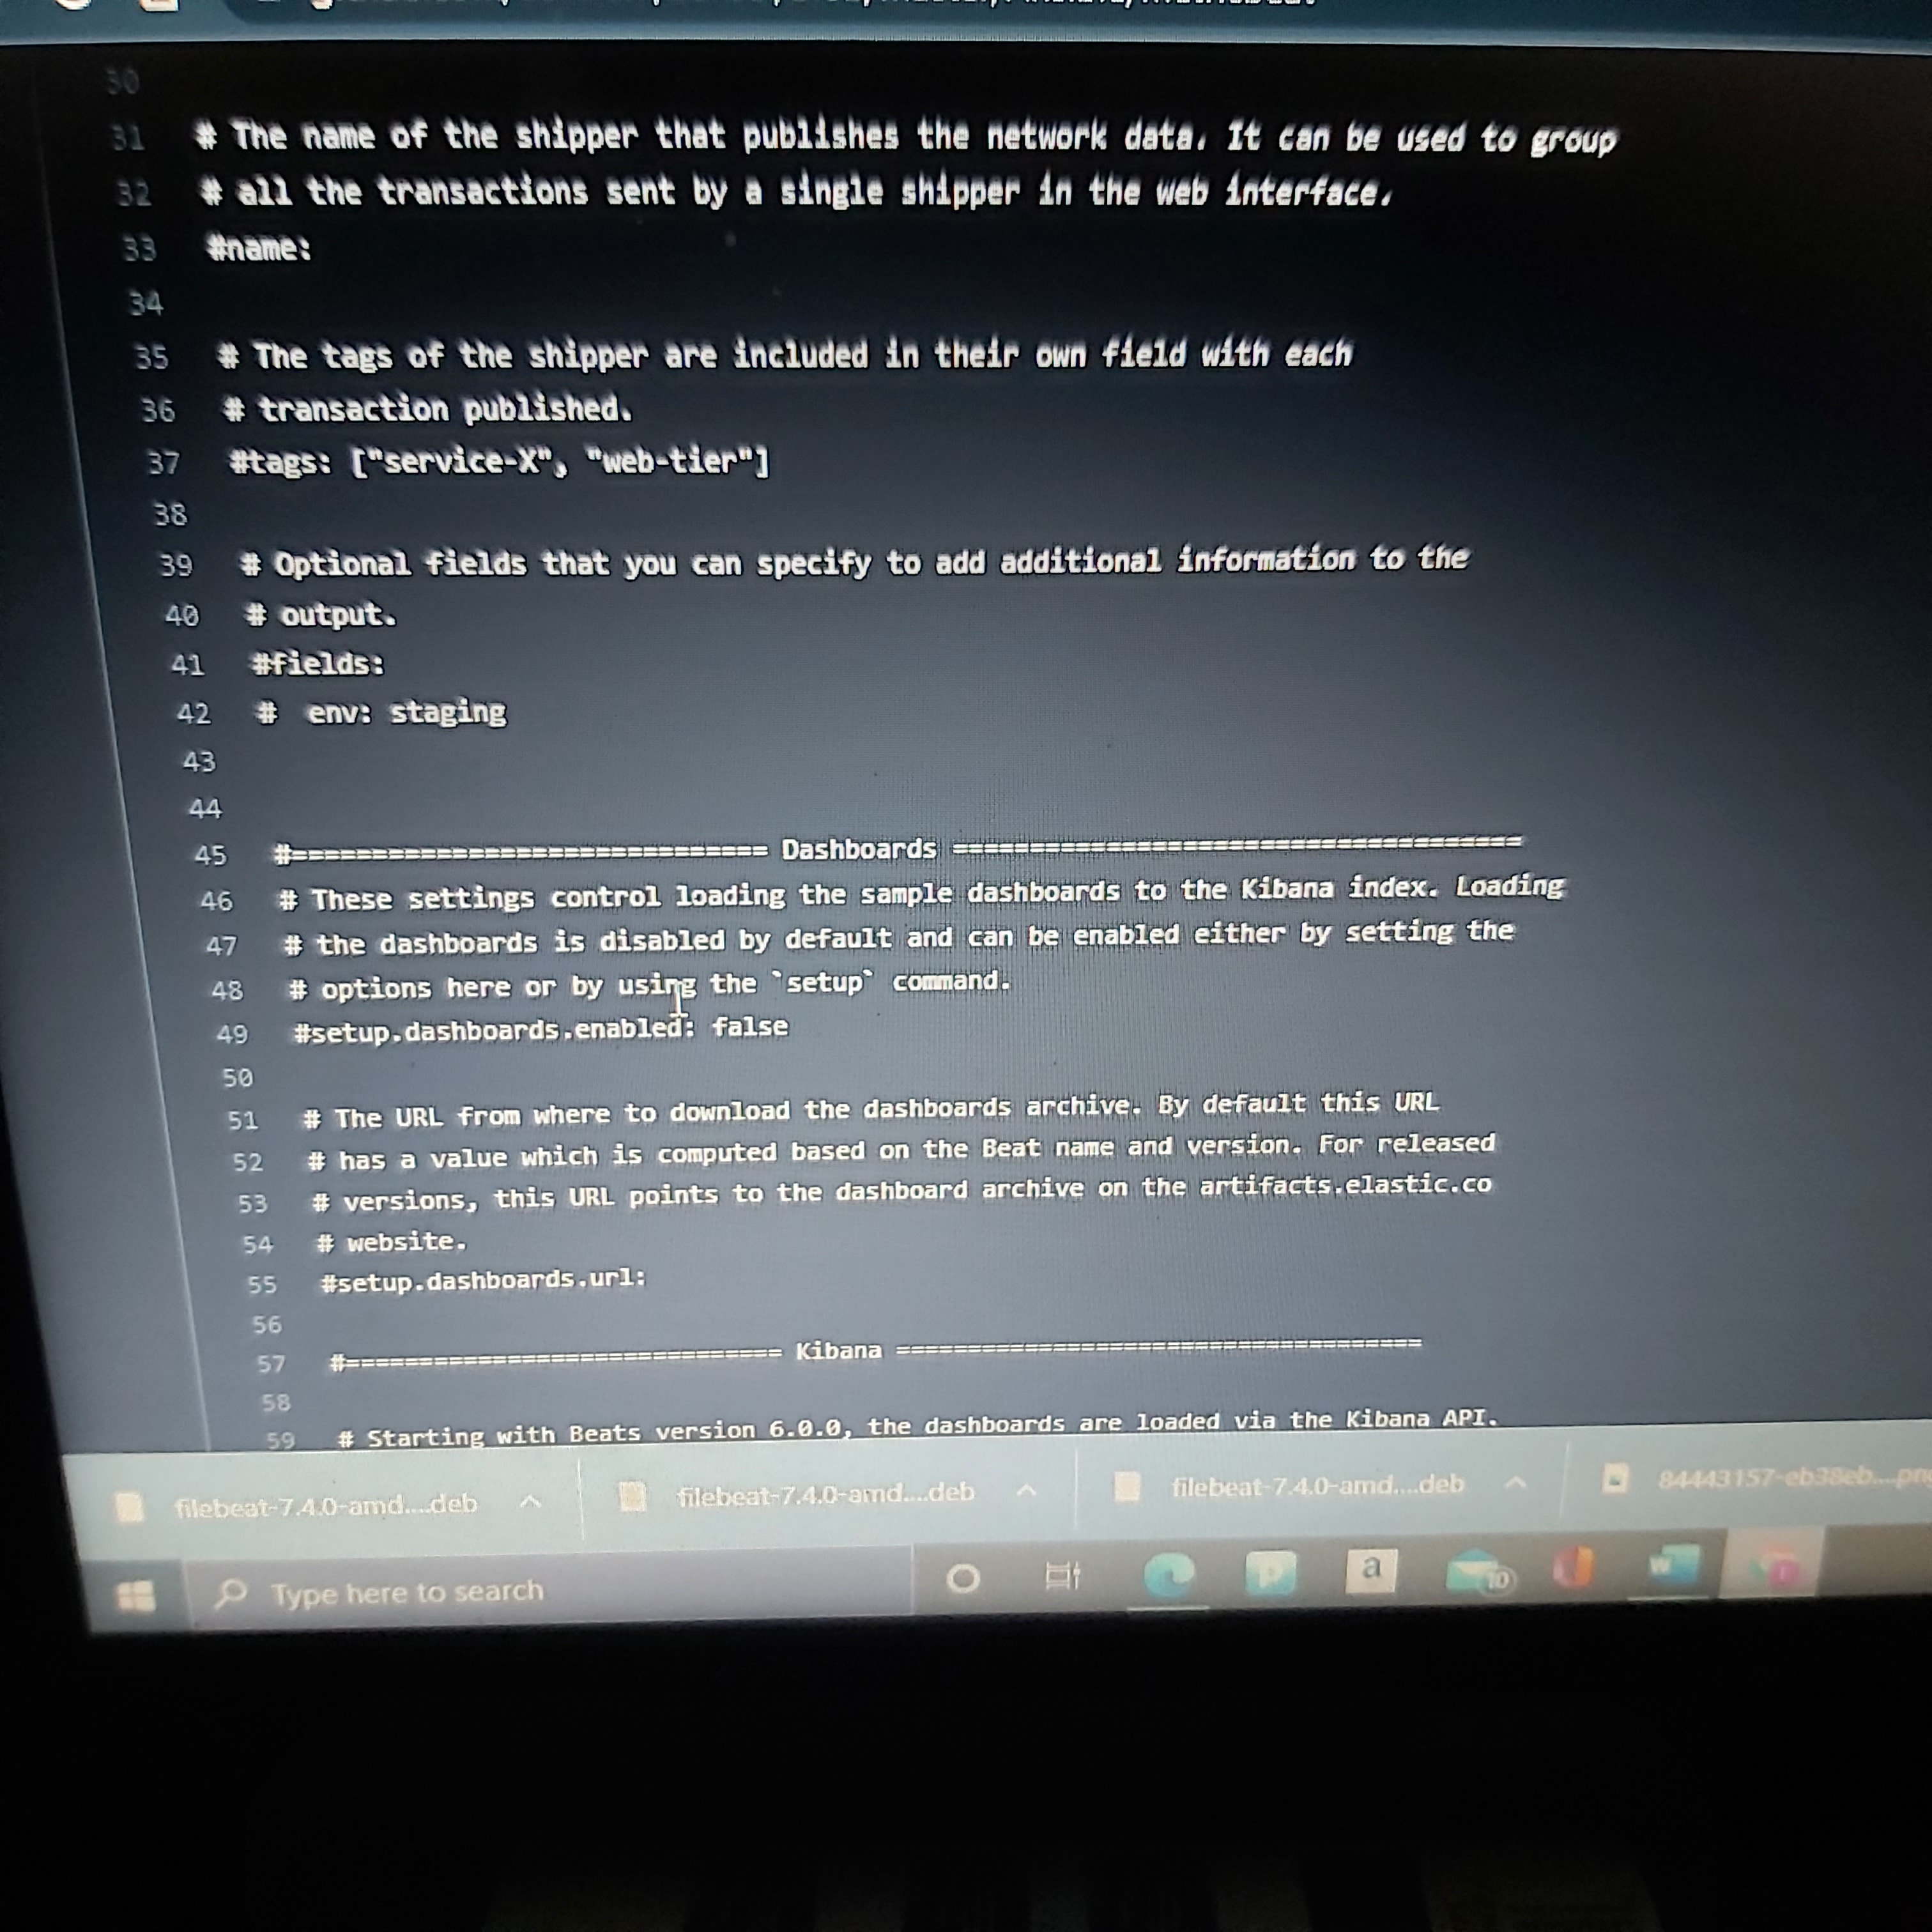 30
31 # The name of the shipper that publishes the network data. It can be used to group
32 # all the transactions sent by a single shipper in the web interface.
33 #name:
34
35 # The tags of the shipper are included in their own field with each
36 # transaction published.
37 #tags: ["service-X", "web-tier"]
38
39 # Optional fields that you can specify to add additional information to the
40 # output.
41 #fields:
42 #  env: staging
43
44
45 #============================== Dashboards =====================================
46 # These settings control loading the sample dashboards to the Kibana index. Loading
47 # the dashboards is disabled by default and can be enabled either by setting the
48 # options here or by using the `setup` command.
49 #setup.dashboards.enabled: false
50
51 # The URL from where to download the dashboards archive. By default this URL
52 # has a value which is computed based on the Beat name and version. For released
53 # versions, this URL points to the dashboard archive on the artifacts.elastic.co
54 # website.
55 #setup.dashboards.url:
56
57 #============================== Kibana =====================================
58
59 # Starting with Beats version 6.0.0, the dashboards are loaded via the Kibana API.
filebeat-7.4.0-amd....deb filebeat-7.4.0-amd....deb filebeat-7.4.0-amd....deb 84443157-eb38eb....png
Type here to search a 10